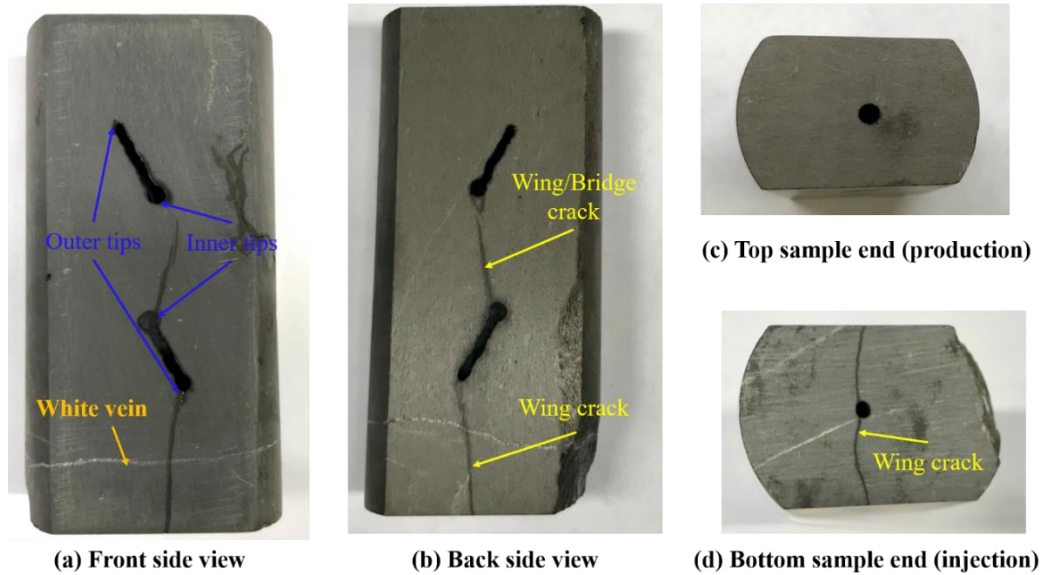 Outer tips
Inner tips
White vein
(a) Front side view
Wing/Bridge
crack
Wing crack
(b) Back side view
(c) Top sample end (production)
Wing crack
(d) Bottom sample end (injection)